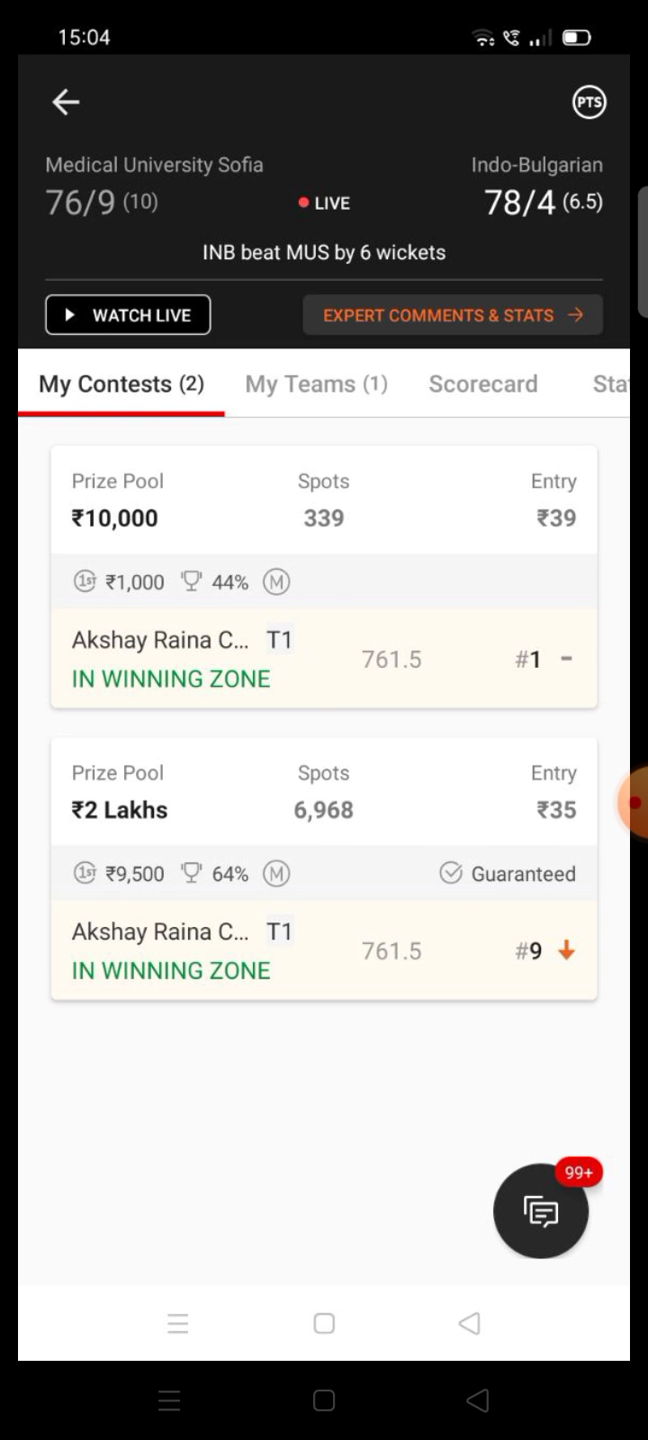 15:04
PTS
Medical University Sofia Indo-Bulgarian
76/9 (10) LIVE 78/4 (6.5)
INB beat MUS by 6 wickets
WATCH LIVE EXPERT COMMENTS & STATS
My Contests (2) My Teams (1) Scorecard Sta
Prize Pool Spots Entry
₹10,000 339 ₹39
1ST ₹1,000 44% M
Akshay Raina C... T1
761.5 #1 -
IN WINNING ZONE
Prize Pool Spots Entry
₹2 Lakhs 6,968 ₹35
1ST ₹9,500 64% M Guaranteed
Akshay Raina C... T1
761.5 #9
IN WINNING ZONE
99+